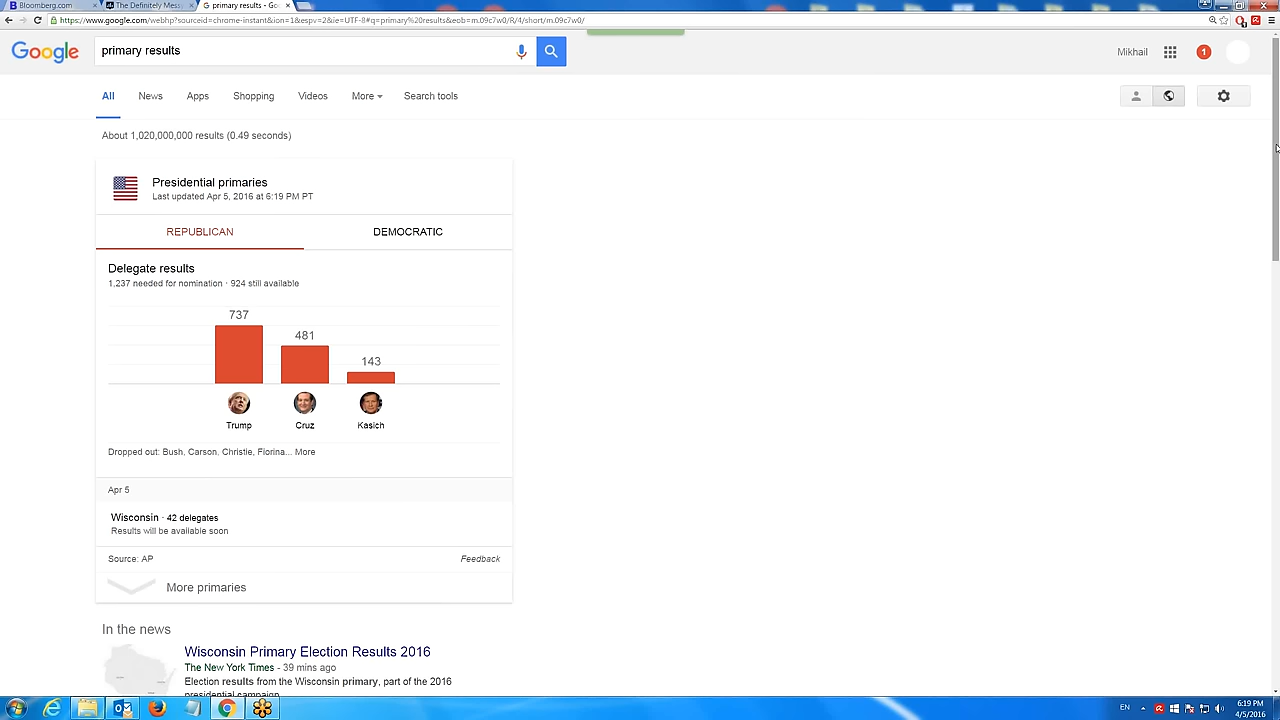 Bloomberg.com
The Definitely Mess
primary results - Go
https://www.google.com/webhp?sourceid=chrome-instant&ion=1&espv=2&ie=UTF-8#q=primary%20results&eob=m.09c7w0/R/4/short/m.09c7w0/
Google
primary results
Mikhail
1
All
News
Apps
Shopping
Videos
More
Search tools
About 1,020,000,000 results (0.49 seconds)
Presidential primaries
Last updated Apr 5, 2016 at 6:19 PM PT
REPUBLICAN
DEMOCRATIC
Delegate results
1,237 needed for nomination · 924 still available
737
481
143
Trump
Cruz
Kasich
Dropped out: Bush, Carson, Christie, Fiorina... More
Apr 5
Wisconsin · 42 delegates
Results will be available soon
Source: AP
Feedback
More primaries
In the news
Wisconsin Primary Election Results 2016
The New York Times - 39 mins ago
Election results from the Wisconsin primary, part of the 2016
presidential campaign
EN
6:19 PM
4/5/2016